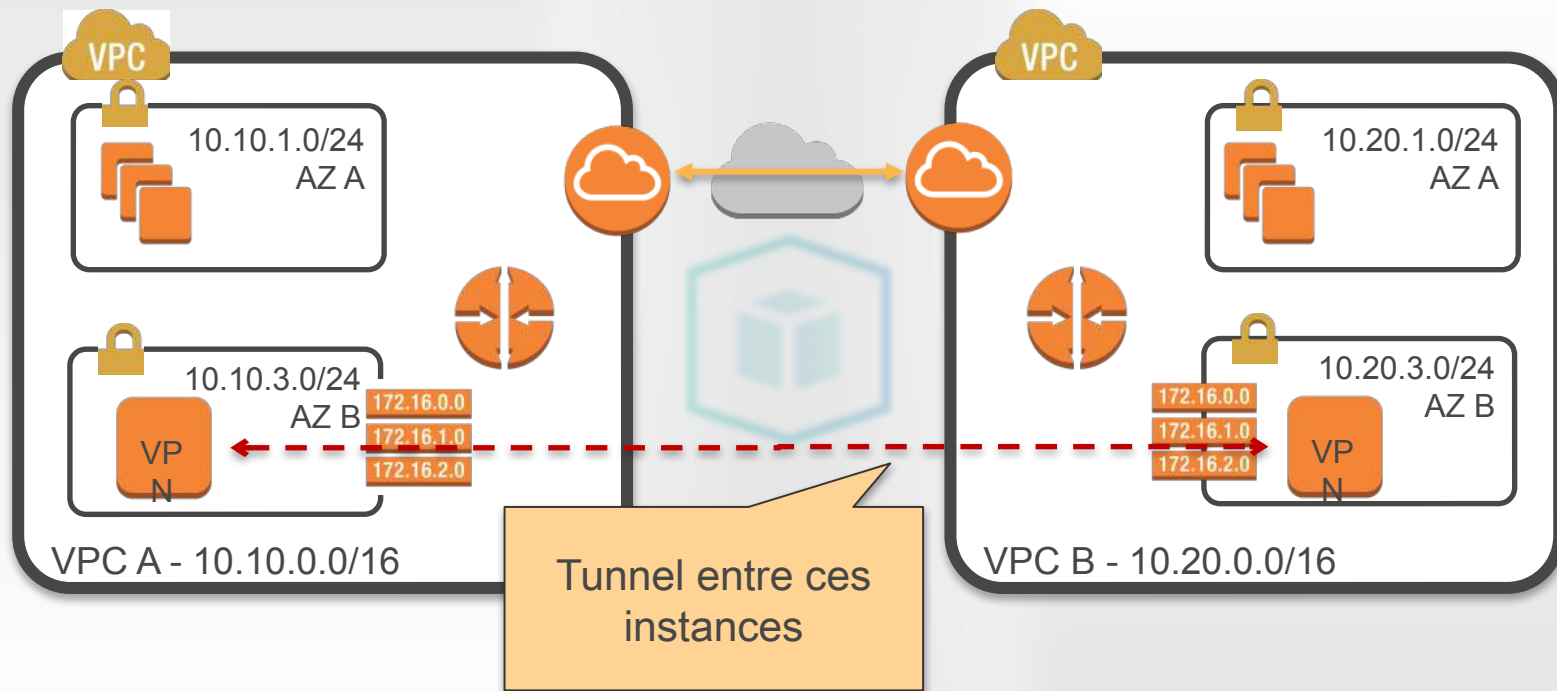 VPC
10.10.1.0/24
AZ A
10.10.3.0/24
AZ B
172.16.0.0
172.16.1.0
172.16.2.0
VP
N
VPC A - 10.10.0.0/16
VPC
10.20.1.0/24
AZ A
10.20.3.0/24
AZ B
172.16.0.0
172.16.1.0
172.16.2.0
VP
N
VPC B - 10.20.0.0/16
Tunnel entre ces
instances